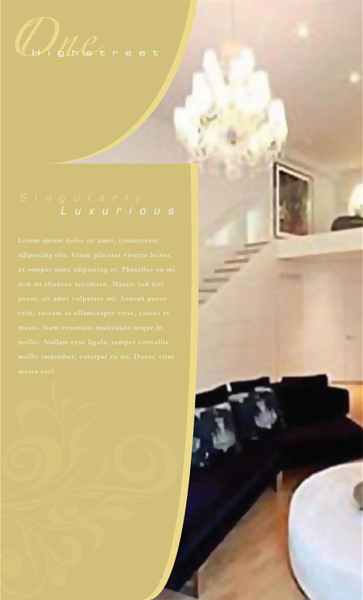 One
Highstreet
Singularly
Luxurious
Lorem ipsum dolor sit amet, consectetur
adipiscing elit. Etiam placerat viverra lectus,
ut semper nunc adipiscing et. Phasellus eu mi
non mi rhoncus accumsan. Mauris sed nisl
purus, sit amet vulputate mi. Aenean purus
velit, rutrum ut ullamcorper vitae, cursus et
massa. Nam venenatis malesuada neque in
mollis. Nullam eros ligula, semper convallis
mollis imperdiet, volutpat eu mi. Donec vitae
massa orci.